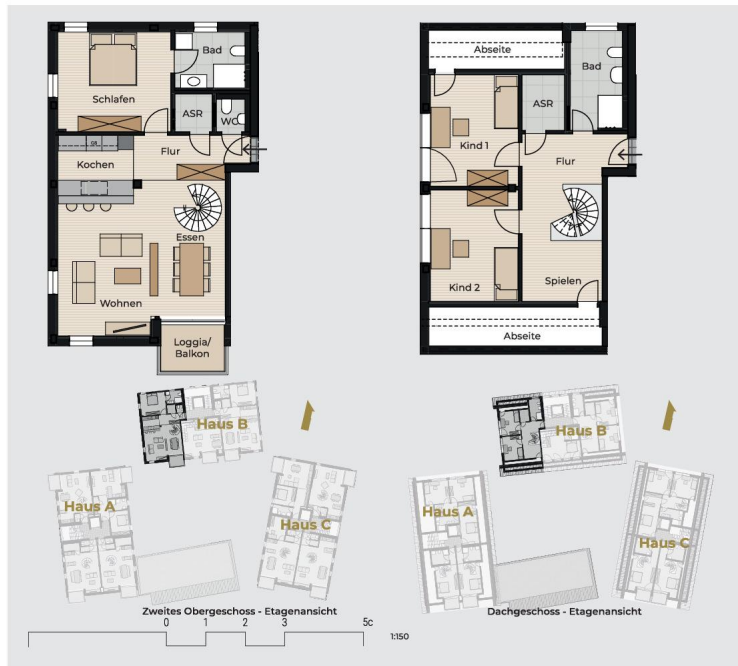 Bad
Schlafen
ASR
WC
Kochen
Flur
Essen
Wohnen
Loggia/
Balkon
Abseite
Bad
ASR
Kind 1
Flur
Kind 2
Spielen
Abseite
Haus B
Haus A
Haus C
Zweites Obergeschoss - Etagenansicht
Haus B
Haus A
Haus C
Dachgeschoss - Etagenansicht
0 1 2 3 5c
1:150